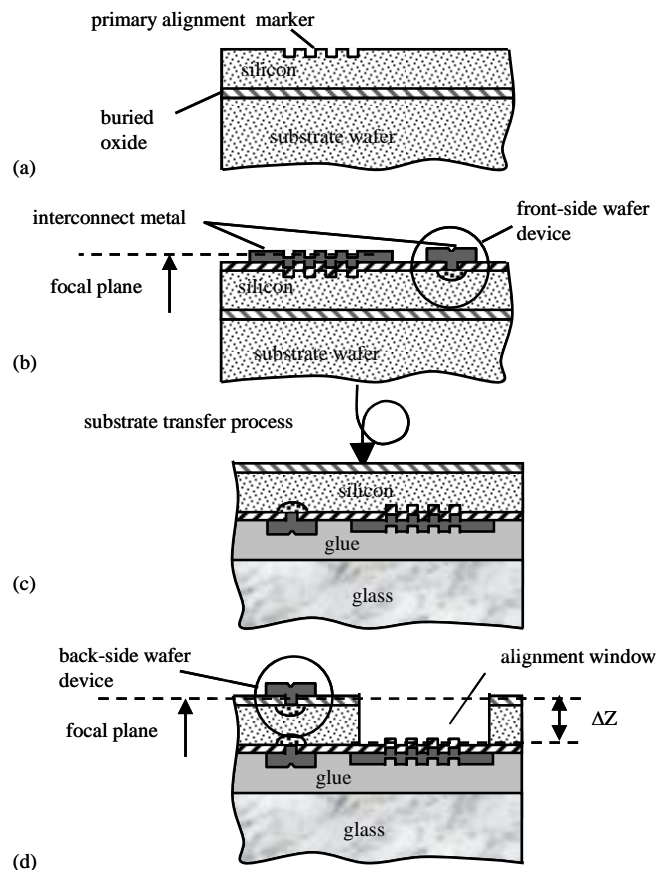 primary alignment marker
silicon
buried
oxide
substrate wafer
(a)
interconnect metal
front-side wafer
device
focal plane
silicon
substrate wafer
(b)
substrate transfer process
silicon
glue
glass
(c)
back-side wafer
device
alignment window
focal plane
ΔZ
glue
glass
(d)